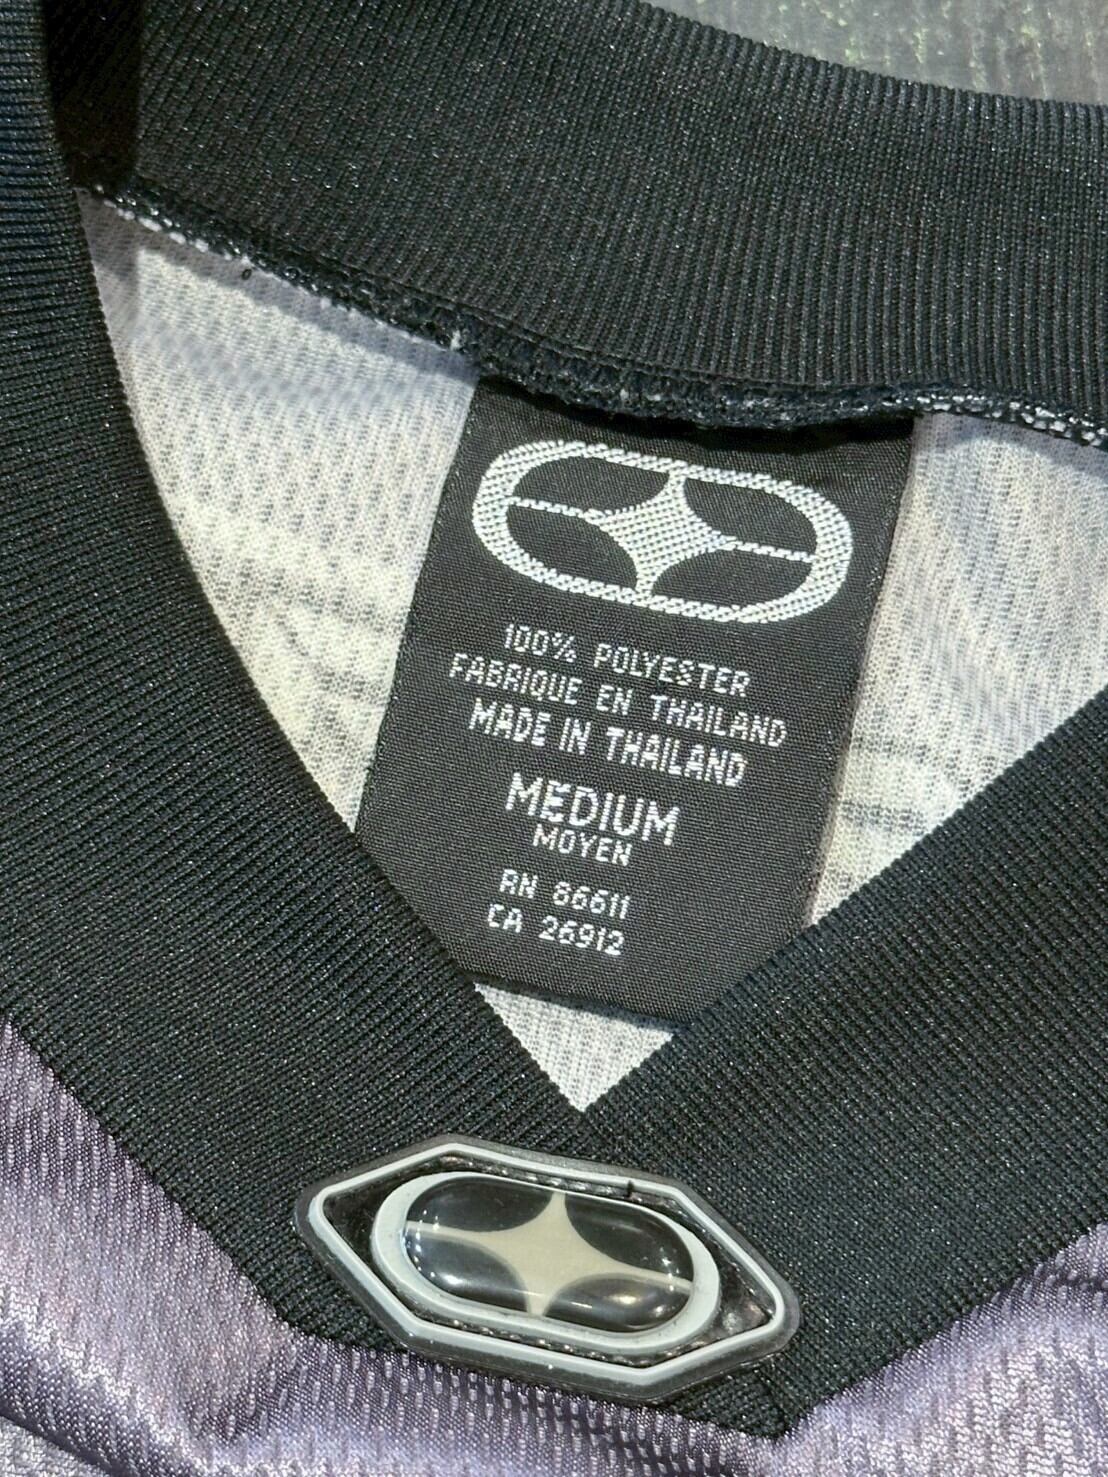 100% POLYESTER
FABRIQUE EN THAILAND
MADE IN THAILAND
MEDIUM
MOYEN
RN 86611
CA 26912